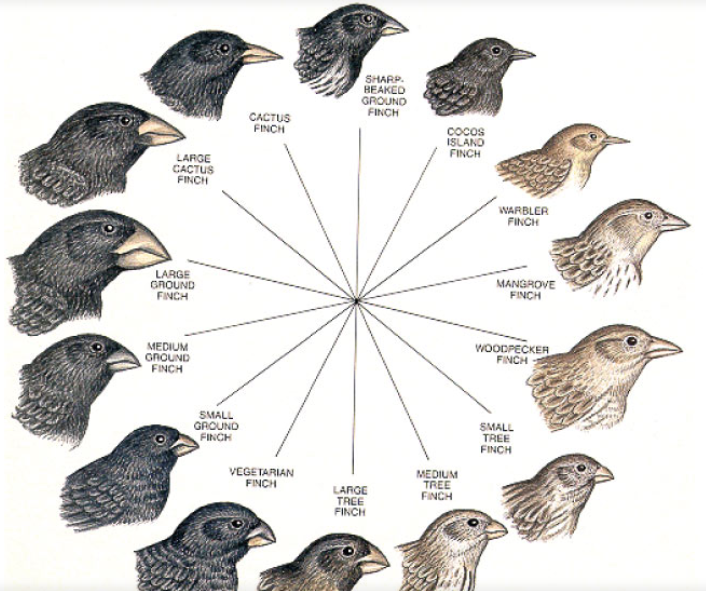 SHARP-
BEAKED
GROUND
FINCH
COCOS
ISLAND
FINCH
WARBLER
FINCH
MANGROVE
FINCH
WOODPECKER
FINCH
SMALL
TREE
FINCH
MEDIUM
TREE
FINCH
LARGE
TREE
FINCH
VEGETARIAN
FINCH
SMALL
GROUND
FINCH
MEDIUM
GROUND
FINCH
LARGE
GROUND
FINCH
LARGE
CACTUS
FINCH
CACTUS
FINCH